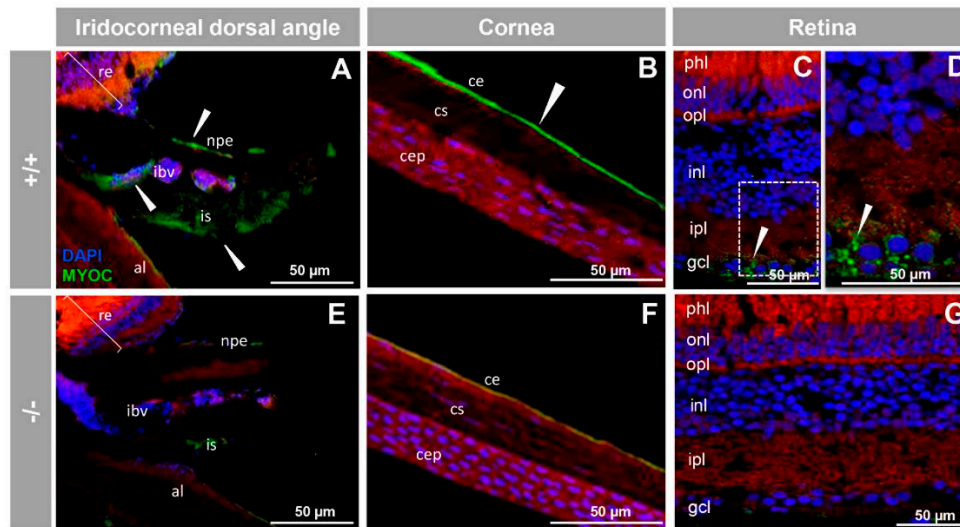 Iridocorneal dorsal angle
Cornea
Retina
+/+
A
re
npe
ibv
is
al
DAPI
MYOC
50 µm
B
ce
cs
cep
50 µm
C
phl
onl
opl
inl
ipl
gcl
50 µm
D
50 µm
-/-
E
re
npe
ibv
is
al
50 µm
F
ce
cs
cep
50 µm
G
phl
onl
opl
inl
ipl
gcl
50 µm